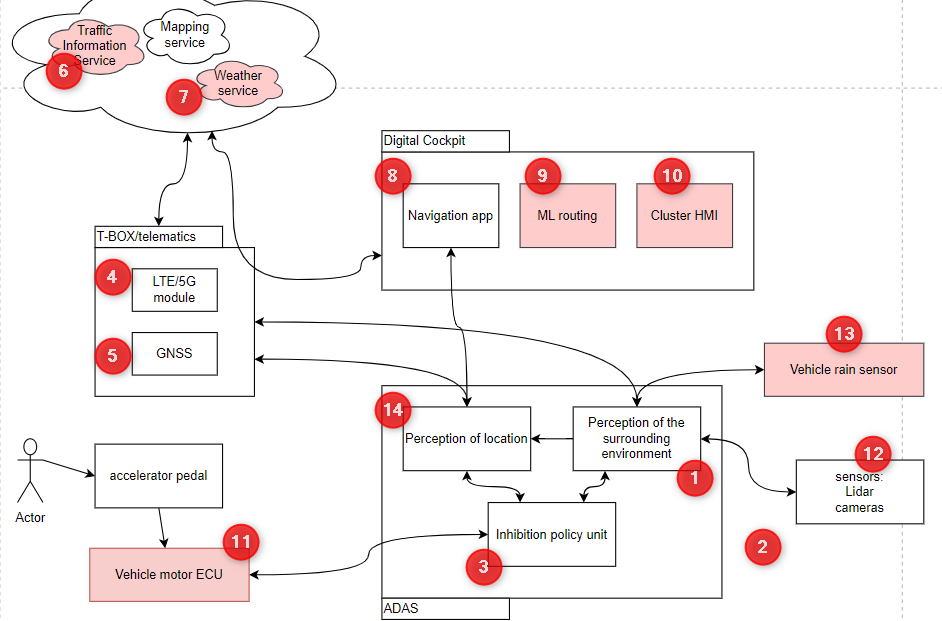 Traffic
Information
Service
Mapping
service
6
7
Weather
service
Digital Cockpit
8
9
10
Navigation app
ML routing
Cluster HMI
T-BOX/telematics
4
LTE/5G
module
5
GNSS
13
Vehicle rain sensor
14
Perception of location
Perception of the
surrounding
environment
1
12
sensors:
Lidar
cameras
accelerator pedal
Actor
Inhibition policy unit
3
2
11
Vehicle motor ECU
ADAS